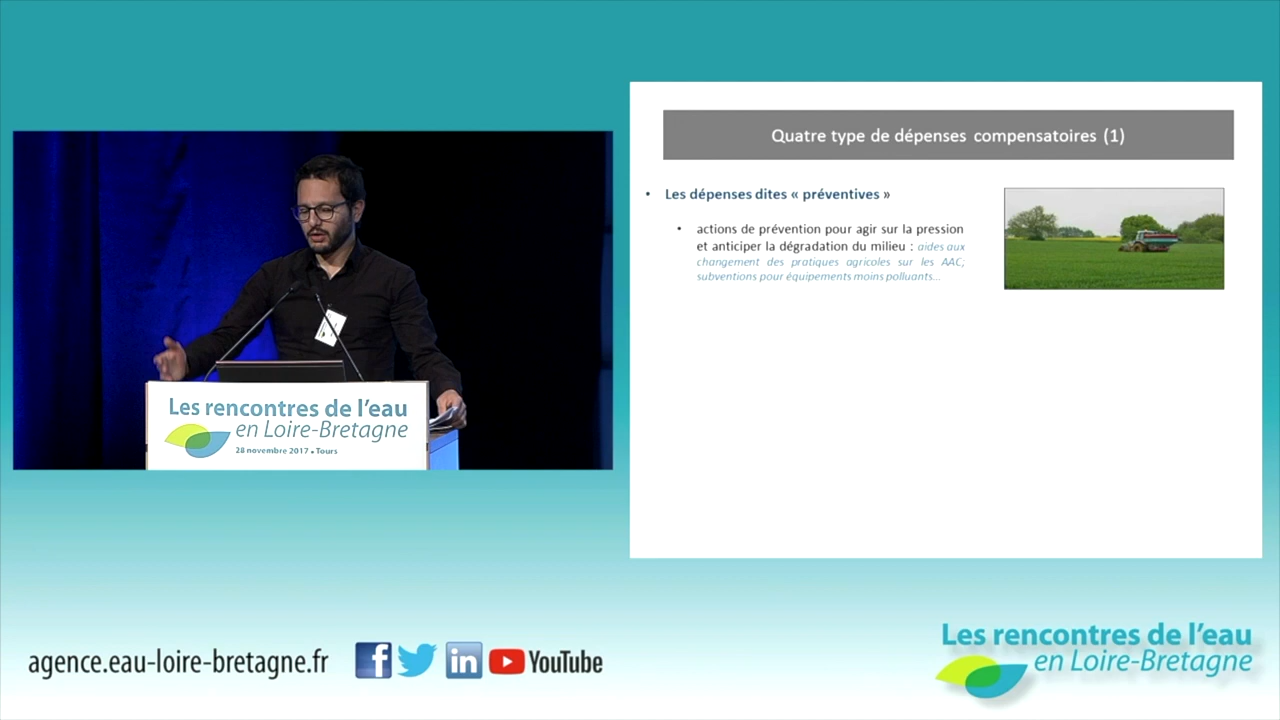 Quatre type de dépenses compensatoires (1)
• Les dépenses dites « préventives »
• actions de prévention pour agir sur la pression
et anticiper la dégradation du milieu : aides aux
changement des pratiques agricoles sur les AAC;
subventions pour équipements moins polluants...
Les rencontres de l'eau
en Loire-Bretagne
28 novembre 2017 • Tours
agence.eau-loire-bretagne.fr
f
in
YouTube
Les rencontres de l'eau
en Loire-Bretagne